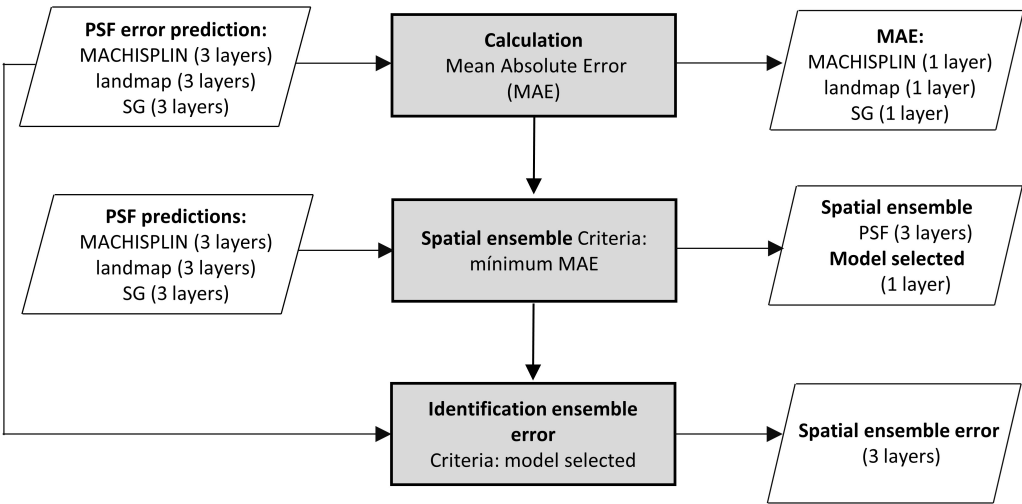 PSF error prediction:
MACHISPLIN (3 layers)
landmap (3 layers)
SG (3 layers)
Calculation
Mean Absolute Error
(MAE)
MAE:
MACHISPLIN (1 layer)
landmap (1 layer)
SG (1 layer)
PSF predictions:
MACHISPLIN (3 layers)
landmap (3 layers)
SG (3 layers)
Spatial ensemble Criteria:
mínimum MAE
Spatial ensemble
PSF (3 layers)
Model selected
(1 layer)
Identification ensemble
error
Criteria: model selected
Spatial ensemble error
(3 layers)